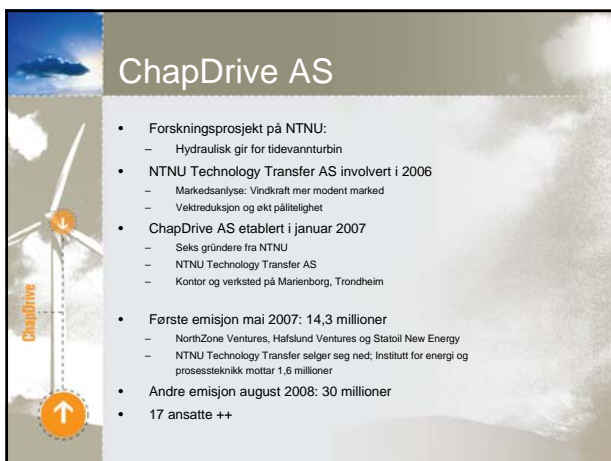 ChapDrive AS
• Forskningsprosjekt på NTNU:
– Hydraulisk gir for tidevannturbin
• NTNU Technology Transfer AS involvert i 2006
– Markedsanlyse: Vindkraft mer modent marked
– Vektreduksjon og økt pålitelighet
• ChapDrive AS etablert i januar 2007
– Seks gründere fra NTNU
– NTNU Technology Transfer AS
– Kontor og verksted på Marienborg, Trondheim
• Første emisjon mai 2007: 14,3 millioner
– NorthZone Ventures, Hafslund Ventures og Statoil New Energy
– NTNU Technology Transfer selger seg ned; Institutt for energi og
prosessteknikk mottar 1,6 millioner
• Andre emisjon august 2008: 30 millioner
• 17 ansatte ++
ChapDrive